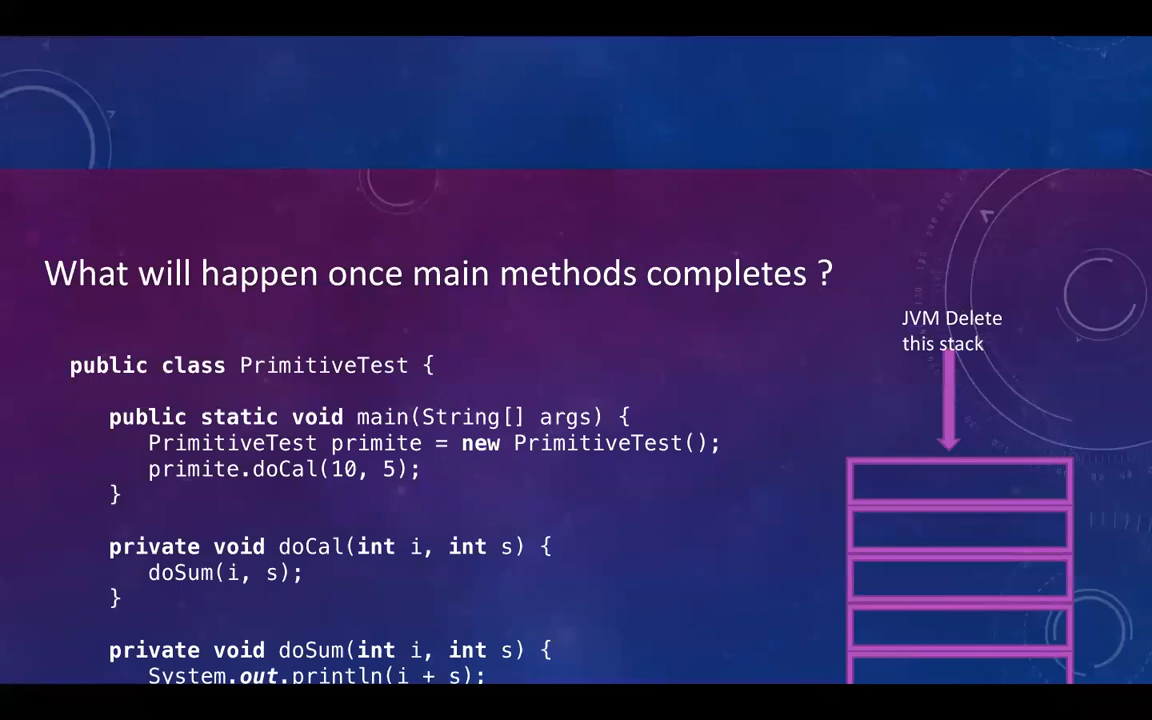 What will happen once main methods completes ?
JVM Delete
this stack
public class PrimitiveTest {
public static void main(String[] args) {
PrimitiveTest primite = new PrimitiveTest();
primite.doCal(10, 5);
}
private void doCal(int i, int s) {
doSum(i, s);
}
private void doSum(int i, int s) {
System.out.println(i + s);